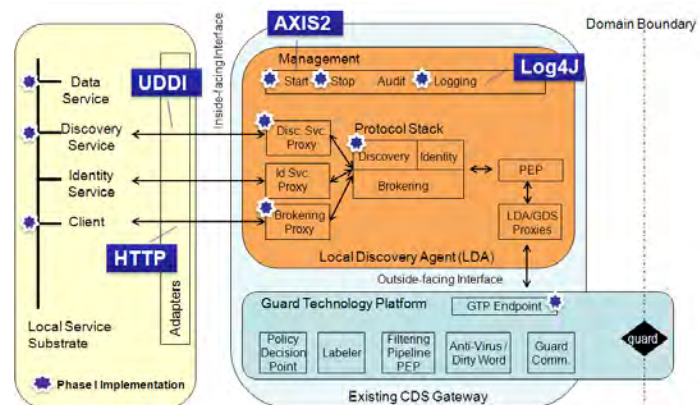 AXIS2
Domain Boundary
Inside-facing Interface
Management
Start
Stop
Audit
Logging
Log4J
UDDI
Data
Service
Discovery
Service
Identity
Service
Client
HTTP
Adapters
Local Service
Substrate
Phase I Implementation
Disc. Svc
Proxy
Id Svc.
Proxy
Brokering
Proxy
Protocol Stack
Discovery
Identity
Brokering
PEP
LDA/GDS
Proxies
Local Discovery Agent (LDA)
Outside-facing Interface
Guard Technology Platform
GTP Endpoint
Policy
Decision
Point
Labeler
Filtering
Pipeline
PEP
Anti-Virus /
Dirty Word
Guard
Comm.
guard
Existing CDS Gateway